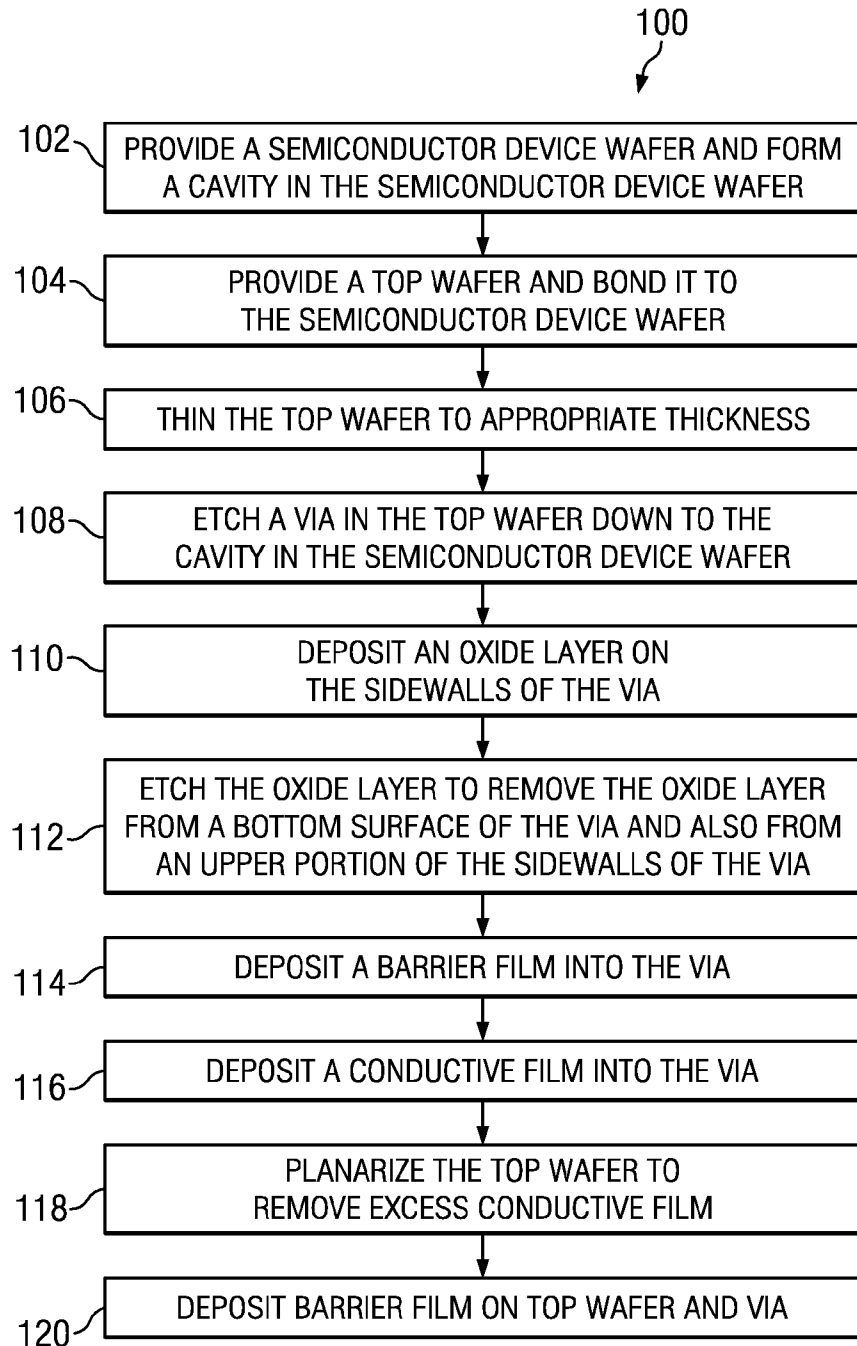 100
102
PROVIDE A SEMICONDUCTOR DEVICE WAFER AND FORM
A CAVITY IN THE SEMICONDUCTOR DEVICE WAFER
104
PROVIDE A TOP WAFER AND BOND IT TO
THE SEMICONDUCTOR DEVICE WAFER
106
THIN THE TOP WAFER TO APPROPRIATE THICKNESS
108
ETCH A VIA IN THE TOP WAFER DOWN TO THE
CAVITY IN THE SEMICONDUCTOR DEVICE WAFER
110
DEPOSIT AN OXIDE LAYER ON
THE SIDEWALLS OF THE VIA
112
ETCH THE OXIDE LAYER TO REMOVE THE OXIDE LAYER
FROM A BOTTOM SURFACE OF THE VIA AND ALSO FROM
AN UPPER PORTION OF THE SIDEWALLS OF THE VIA
114
DEPOSIT A BARRIER FILM INTO THE VIA
116
DEPOSIT A CONDUCTIVE FILM INTO THE VIA
118
PLANARIZE THE TOP WAFER TO
REMOVE EXCESS CONDUCTIVE FILM
120
DEPOSIT BARRIER FILM ON TOP WAFER AND VIA